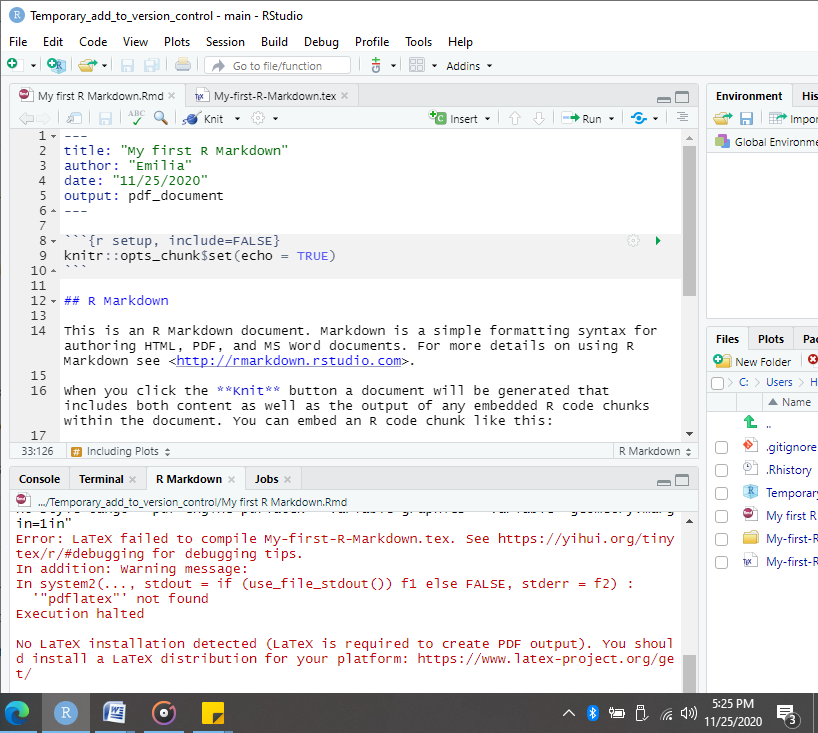 Temporary_add_to_version_control - main - RStudio
File Edit Code View Plots Session Build Debug Profile Tools Help
Go to file/function Addins
My first R Markdown.Rmd My-first-R-Markdown.tex
ABC Knit Insert Run
1 ---
2 title: "My first R Markdown"
3 author: "Emilia"
4 date: "11/25/2020"
5 output: pdf_document
6 ---
7
8 ```{r setup, include=FALSE}
9 knitr::opts_chunk$set(echo = TRUE)
10 ```
11
12 ## R Markdown
13
14 This is an R Markdown document. Markdown is a simple formatting syntax for
authoring HTML, PDF, and MS Word documents. For more details on using R
Markdown see <http://rmarkdown.rstudio.com>.
15
16 When you click the **Knit** button a document will be generated that
includes both content as well as the output of any embedded R code chunks
within the document. You can embed an R code chunk like this:
17
33:126 # Including Plots R Markdown
Console Terminal R Markdown Jobs
.../Temporary_add_to_version_control/My first R Markdown.Rmd
in=1in"
Error: LaTeX failed to compile My-first-R-Markdown.tex. See https://yihui.org/tiny
tex/r/#debugging for debugging tips.
In addition: Warning message:
In system2(..., stdout = if (use_file_stdout()) f1 else FALSE, stderr = f2) :
'"pdflatex"' not found
Execution halted
No LaTeX installation detected (LaTeX is required to create PDF output). You shoul
d install a LaTeX distribution for your platform: https://www.latex-project.org/ge
t/
Environment His
Impor
Global Environme
Files Plots Pac
New Folder
C: Users H
Name
..
.gitignore
.Rhistory
Temporary
My first R
My-first-R
My-first-R
5:25 PM
11/25/2020
3